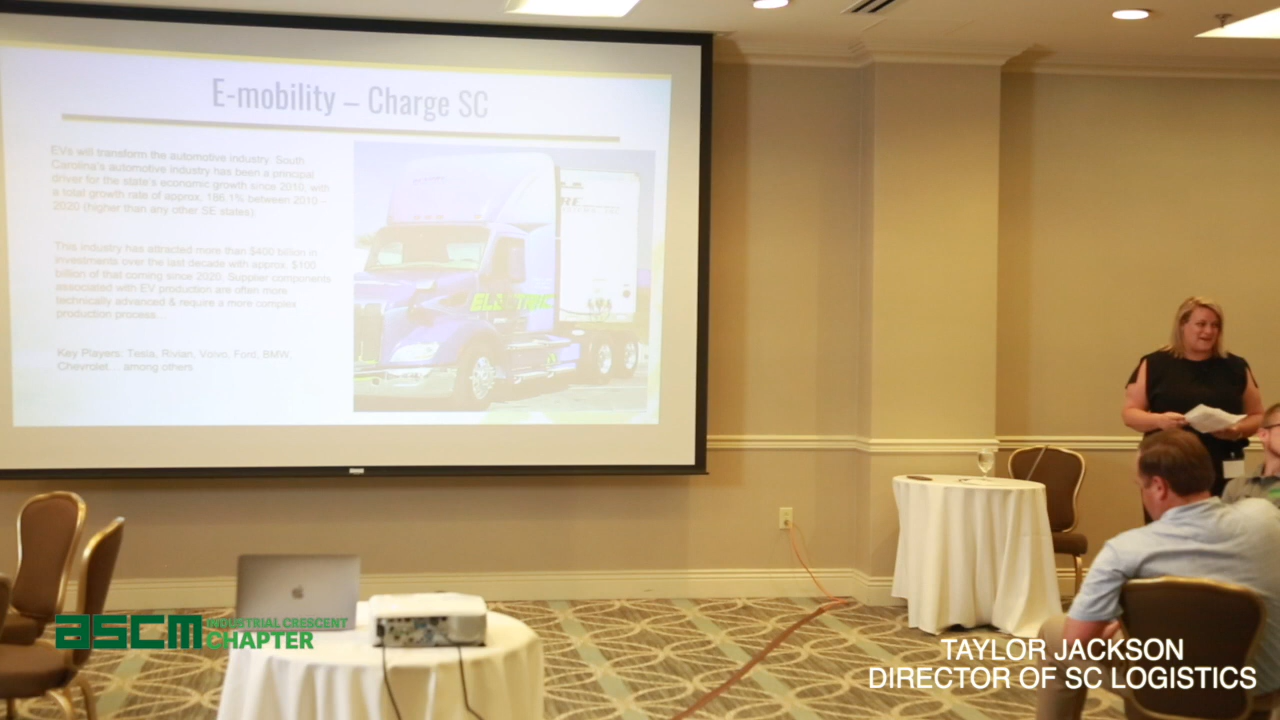 E-mobility – Charge SC
EVs will transform the automotive industry. South
Carolina's automotive industry has been a principal
driver for the state's economic growth since 2010, with
a total growth rate of approx. 186.1% between 2010 –
2020 (higher than any other SE states).
This industry has attracted more than $400 billion in
investments over the last decade with approx. $100
billion of that coming since 2020. Supplier components
associated with EV production are often more
technically advanced & require a more complex
production process...
Key Players: Tesla, Rivian, Volvo, Ford, BMW,
Chevrolet... among others
ELECTRIC
ascm INDUSTRIAL CRESCENT
CHAPTER
TAYLOR JACKSON
DIRECTOR OF SC LOGISTICS